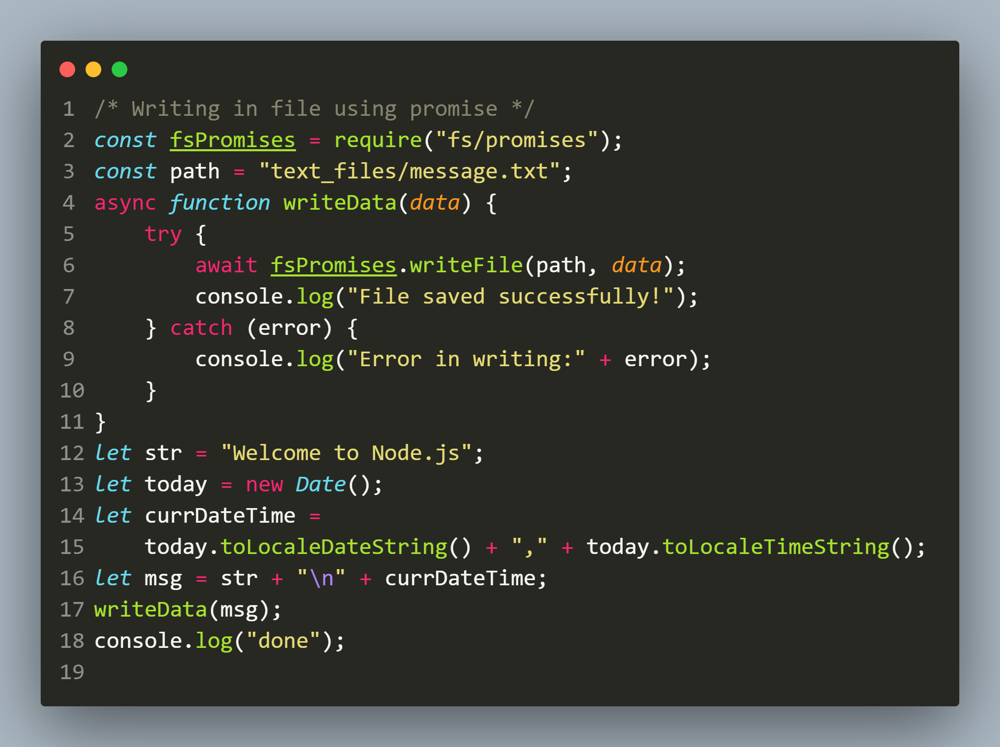 1 /* Writing in file using promise */
2 const fsPromises = require("fs/promises");
3 const path = "text_files/message.txt";
4 async function writeData(data) {
5     try {
6         await fsPromises.writeFile(path, data);
7         console.log("File saved successfully!");
8     } catch (error) {
9         console.log("Error in writing:" + error);
10     }
11 }
12 let str = "Welcome to Node.js";
13 let today = new Date();
14 let currDateTime =
15     today.toLocaleDateString() + "," + today.toLocaleTimeString();
16 let msg = str + "\n" + currDateTime;
17 writeData(msg);
18 console.log("done");
19